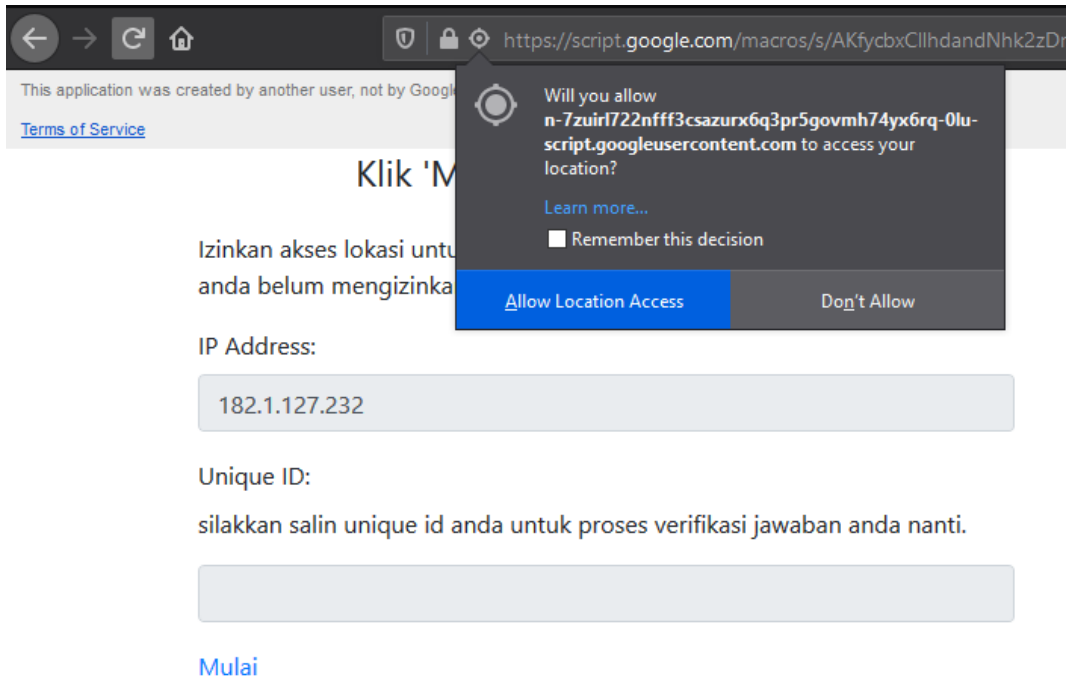 https://script.google.com/macros/s/AKfycbxCllhdandNhk2zDr
This application was created by another user, not by Googl
Terms of Service
Will you allow
n-7zuirl722nfff3csazurx6q3pr5govmh74yx6rq-0lu-
script.googleusercontent.com to access your
location?
Learn more...
Remember this decision
Allow Location Access
Don't Allow
Klik 'M
Izinkan akses lokasi untu
anda belum mengizinka
IP Address:
182.1.127.232
Unique ID:
silakkan salin unique id anda untuk proses verifikasi jawaban anda nanti.
Mulai